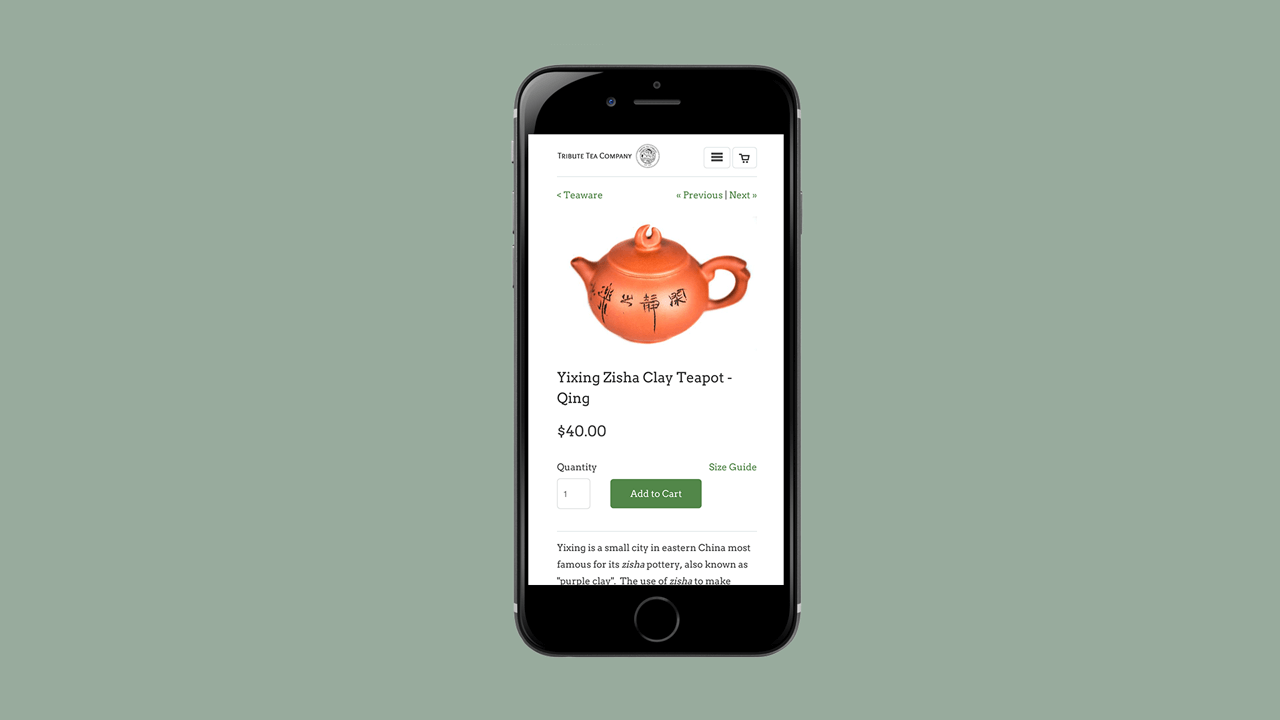 TRIBUTE TEA COMPANY
< Teaware
« Previous | Next »
Yixing Zisha Clay Teapot -
Qing
$40.00
Quantity
Size Guide
1
Add to Cart
Yixing is a small city in eastern China most
famous for its zisha pottery, also known as
"purple clay". The use of zisha to make